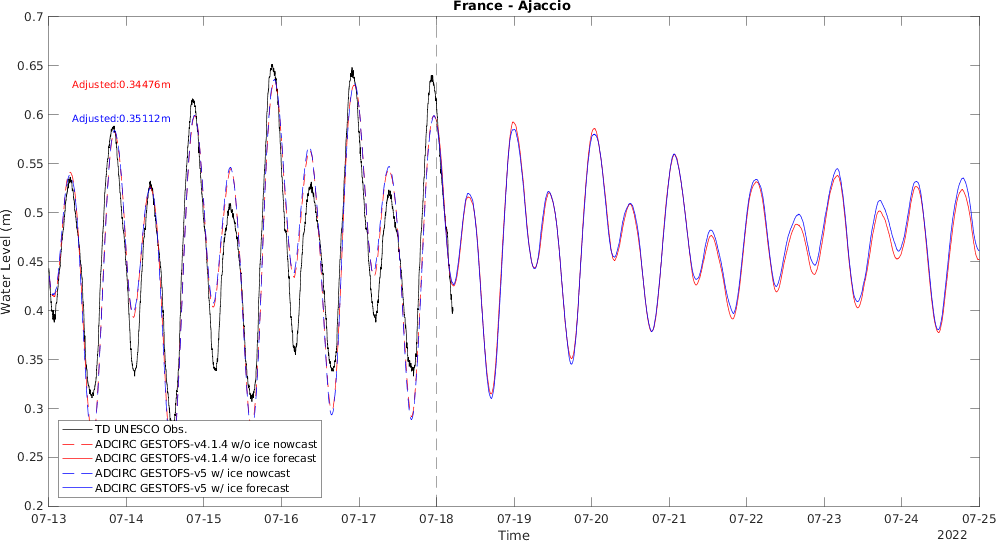 France - Ajaccio
0.7
0.65
0.6
0.55
0.5
0.45
0.4
0.35
0.3
0.25
0.2
Water Level (m)
Adjusted:0.34476m
Adjusted:0.35112m
TD UNESCO Obs.
ADCIRC GESTOFS-v4.1.4 w/o ice nowcast
ADCIRC GESTOFS-v4.1.4 w/o ice forecast
ADCIRC GESTOFS-v5 w/ ice nowcast
ADCIRC GESTOFS-v5 w/ ice forecast
07-13 07-14 07-15 07-16 07-17 07-18 07-19 07-20 07-21 07-22 07-23 07-24 07-25
Time
2022